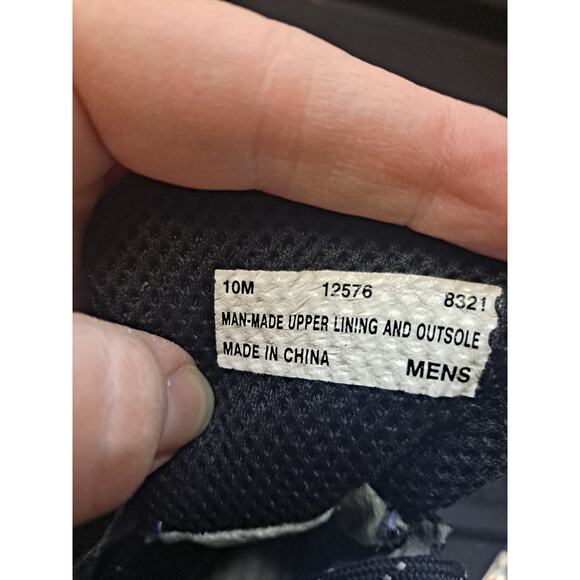 10M 12576 8321
MAN-MADE UPPER LINING AND OUTSOLE
MADE IN CHINA MENS